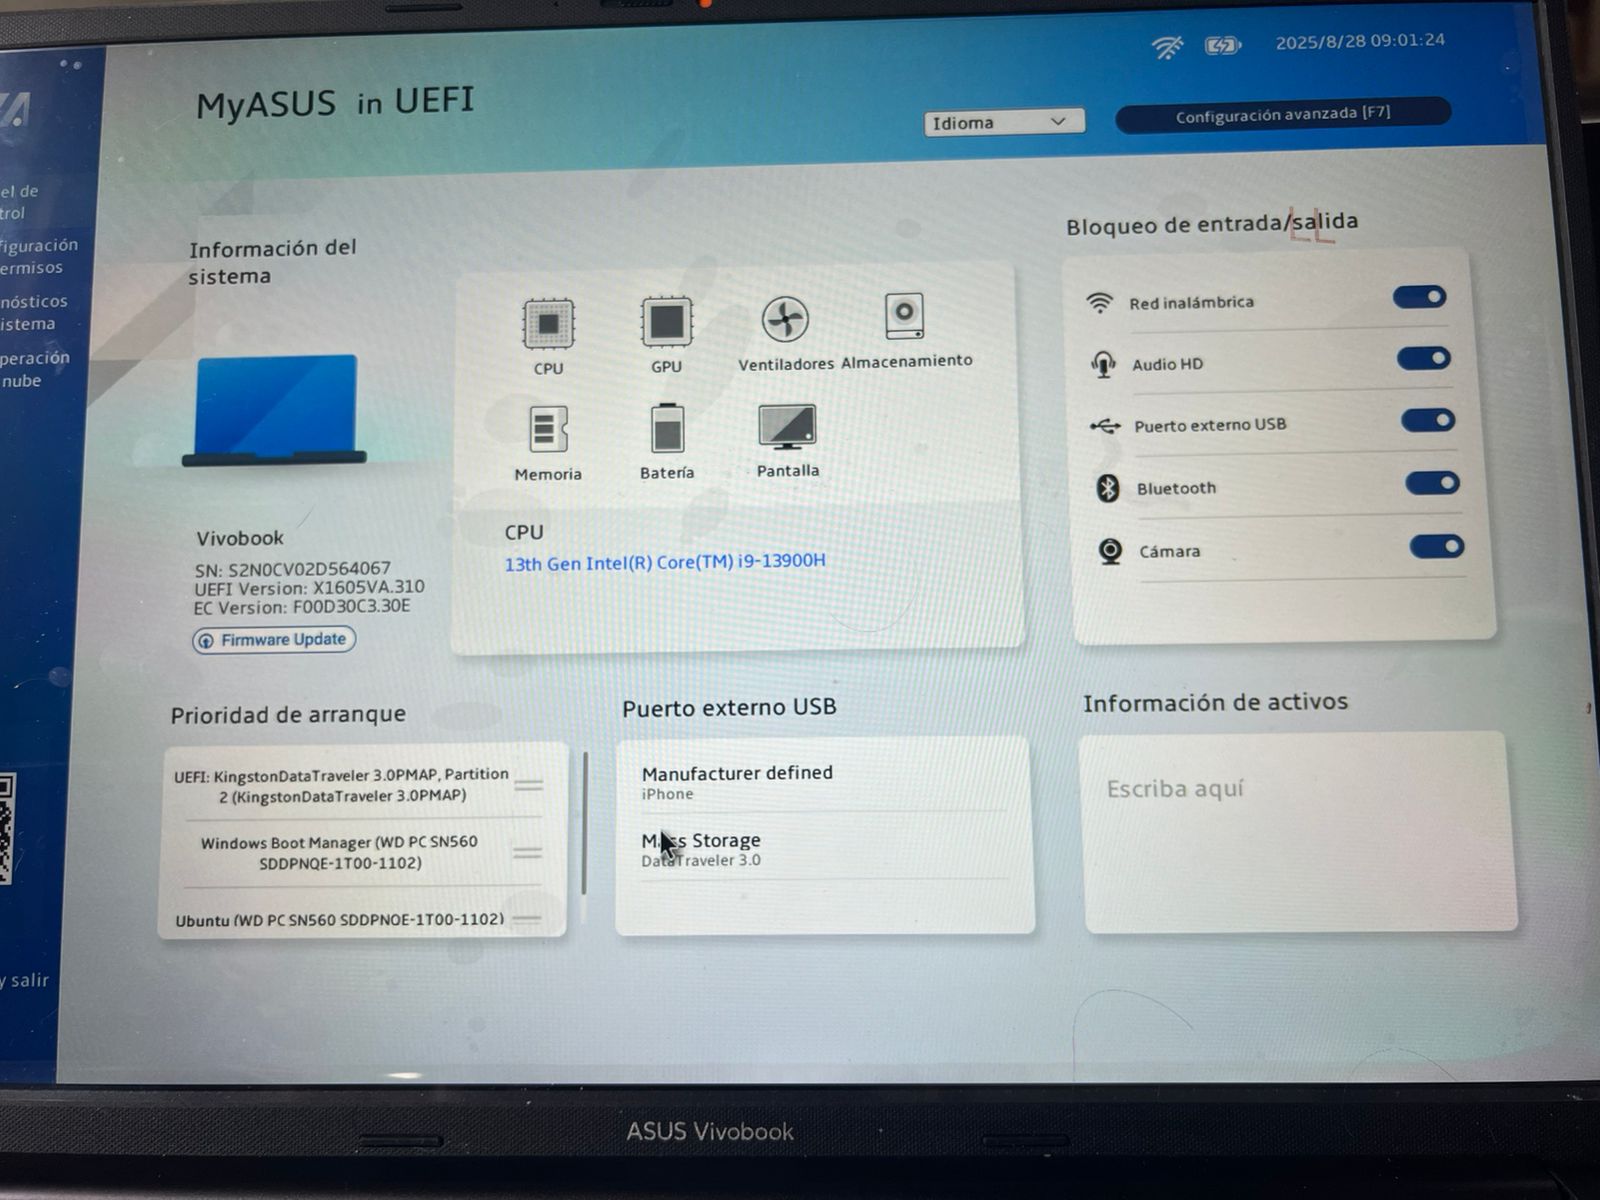 MyASUS in UEFI
2025/8/28 09:01:24
Idioma
Configuración avanzada [F7]
el de
trol
figuración
ermisos
nósticos
istema
peración
nube
y salir
Información del
sistema
Vivobook
SN: S2N0CV02D564067
UEFI Version: X1605VA.310
EC Version: F00D30C3.30E
Firmware Update
CPU
GPU
Ventiladores
Almacenamiento
Memoria
Batería
Pantalla
CPU
13th Gen Intel(R) Core(TM) i9-13900H
Bloqueo de entrada/salida
Red inalámbrica
Audio HD
Puerto externo USB
Bluetooth
Cámara
Prioridad de arranque
UEFI: KingstonDataTraveler 3.0PMAP, Partition
2 (KingstonDataTraveler 3.0PMAP)
Windows Boot Manager (WD PC SN560
SDDPNQE-1T00-1102)
Ubuntu (WD PC SN560 SDDPNQE-1T00-1102)
Puerto externo USB
Manufacturer defined
iPhone
Mass Storage
DataTraveler 3.0
Información de activos
Escriba aquí
ASUS Vivobook